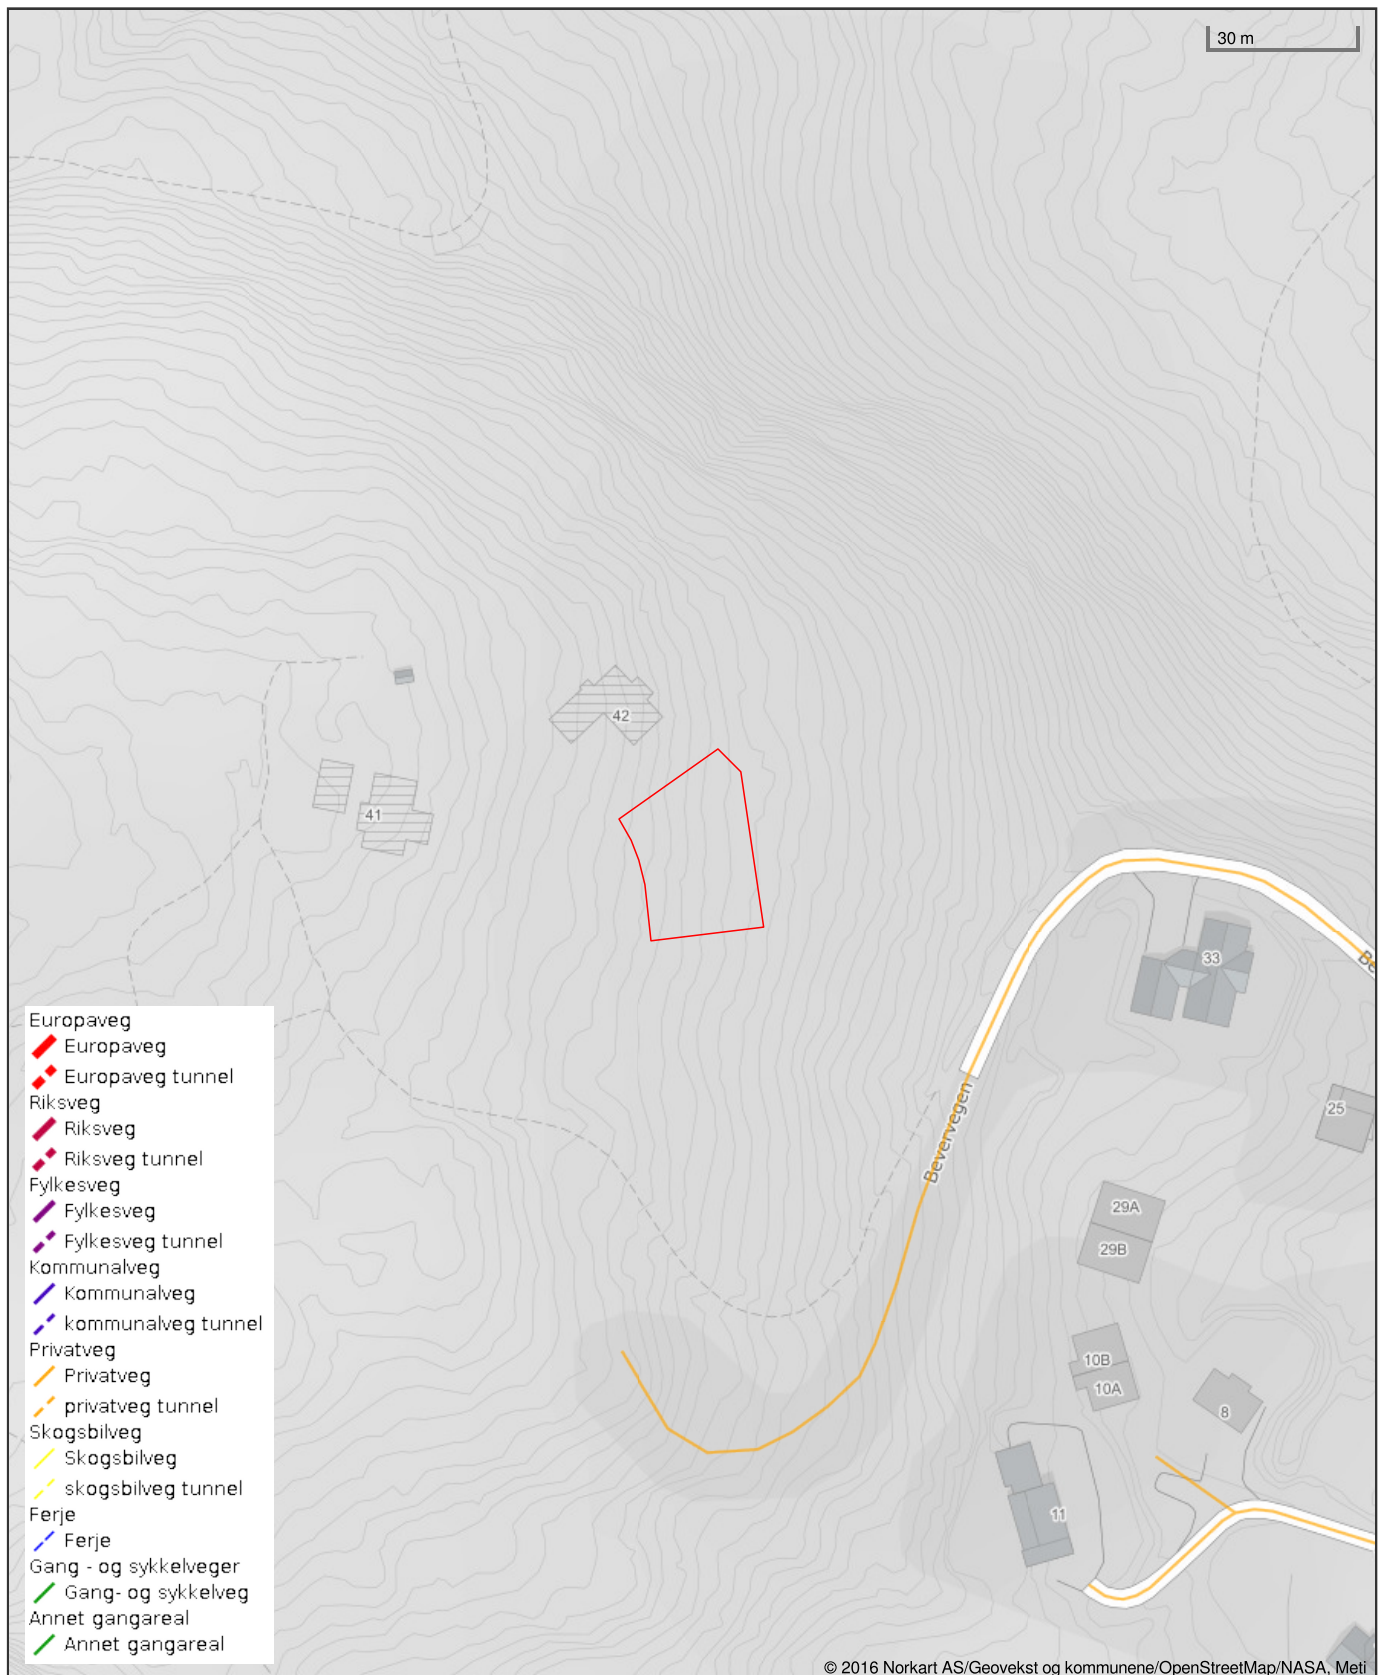 30 m
42
41
33
Be
25
Bevervegen
29A
29B
10B
10A
8
11
Europaveg
Europaveg
Europaveg tunnel
Riksveg
Riksveg
Riksveg tunnel
Fylkesveg
Fylkesveg
Fylkesveg tunnel
Kommunalveg
Kommunalveg
kommunalveg tunnel
Privatveg
Privatveg
privatveg tunnel
Skogsbilveg
Skogsbilveg
skogsbilveg tunnel
Ferje
Ferje
Gang - og sykkelveger
Gang- og sykkelveg
Annet gangareal
Annet gangareal
© 2016 Norkart AS/Geovekst og kommunene/OpenStreetMap/NASA, Meti